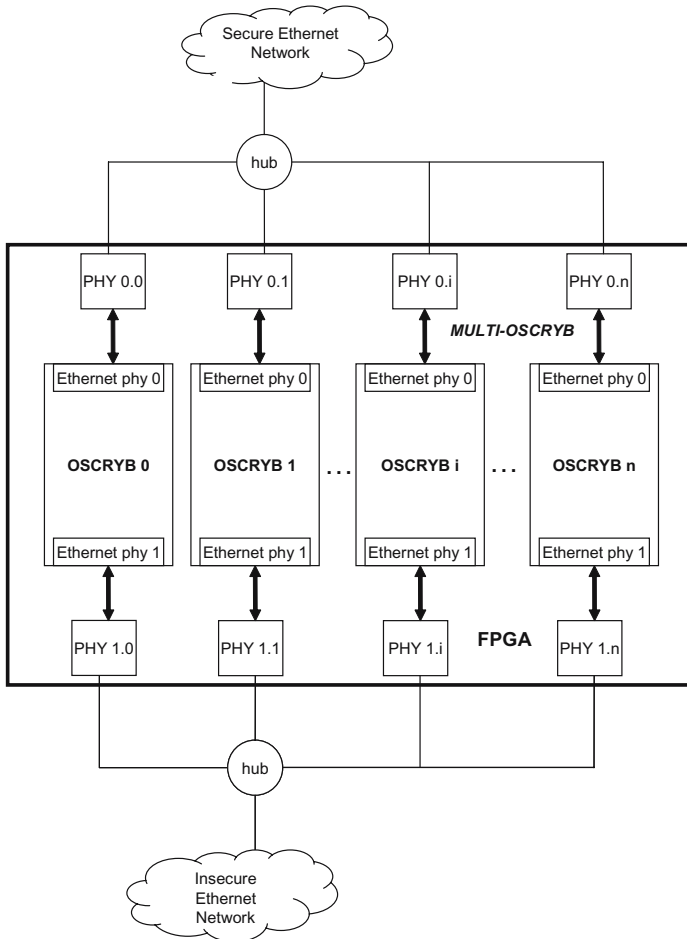 Secure Ethernet
Network
hub
PHY 0.0
PHY 0.1
PHY 0.i
PHY 0.n
MULTI-OSCRYB
Ethernet phy 0
Ethernet phy 0
Ethernet phy 0
Ethernet phy 0
OSCRYB 0
OSCRYB 1
...
OSCRYB i
...
OSCRYB n
Ethernet phy 1
Ethernet phy 1
Ethernet phy 1
Ethernet phy 1
PHY 1.0
PHY 1.1
PHY 1.i
FPGA
PHY 1.n
hub
Insecure
Ethernet
Network